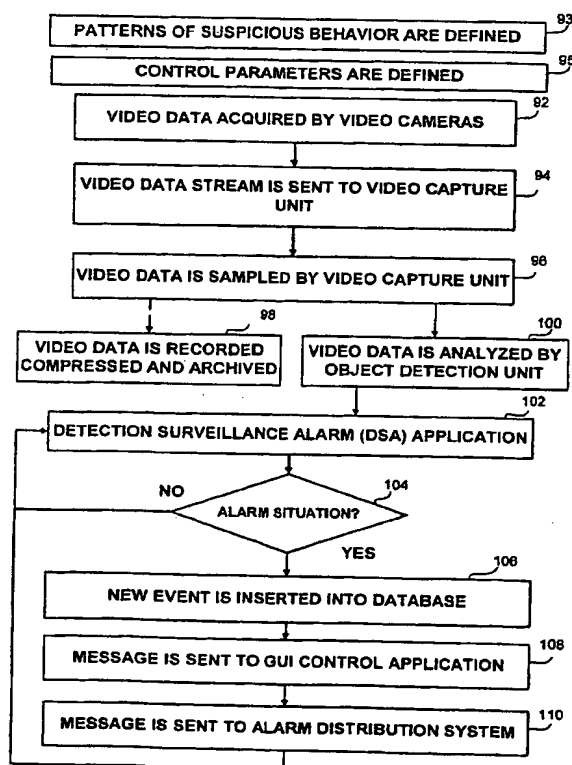 93
PATTERNS OF SUSPICIOUS BEHAVIOR ARE DEFINED
95
CONTROL PARAMETERS ARE DEFINED
92
VIDEO DATA ACQUIRED BY VIDEO CAMERAS
94
VIDEO DATA STREAM IS SENT TO VIDEO CAPTURE
UNIT
96
VIDEO DATA IS SAMPLED BY VIDEO CAPTURE UNIT
98
VIDEO DATA IS RECORDED
COMPRESSED AND ARCHIVED
100
VIDEO DATA IS ANALYZED BY
OBJECT DETECTION UNIT
102
DETECTION SURVEILLANCE ALARM (DSA) APPLICATION
104
NO
ALARM SITUATION?
YES
106
NEW EVENT IS INSERTED INTO DATABASE
108
MESSAGE IS SENT TO GUI CONTROL APPLICATION
110
MESSAGE IS SENT TO ALARM DISTRIBUTION SYSTEM